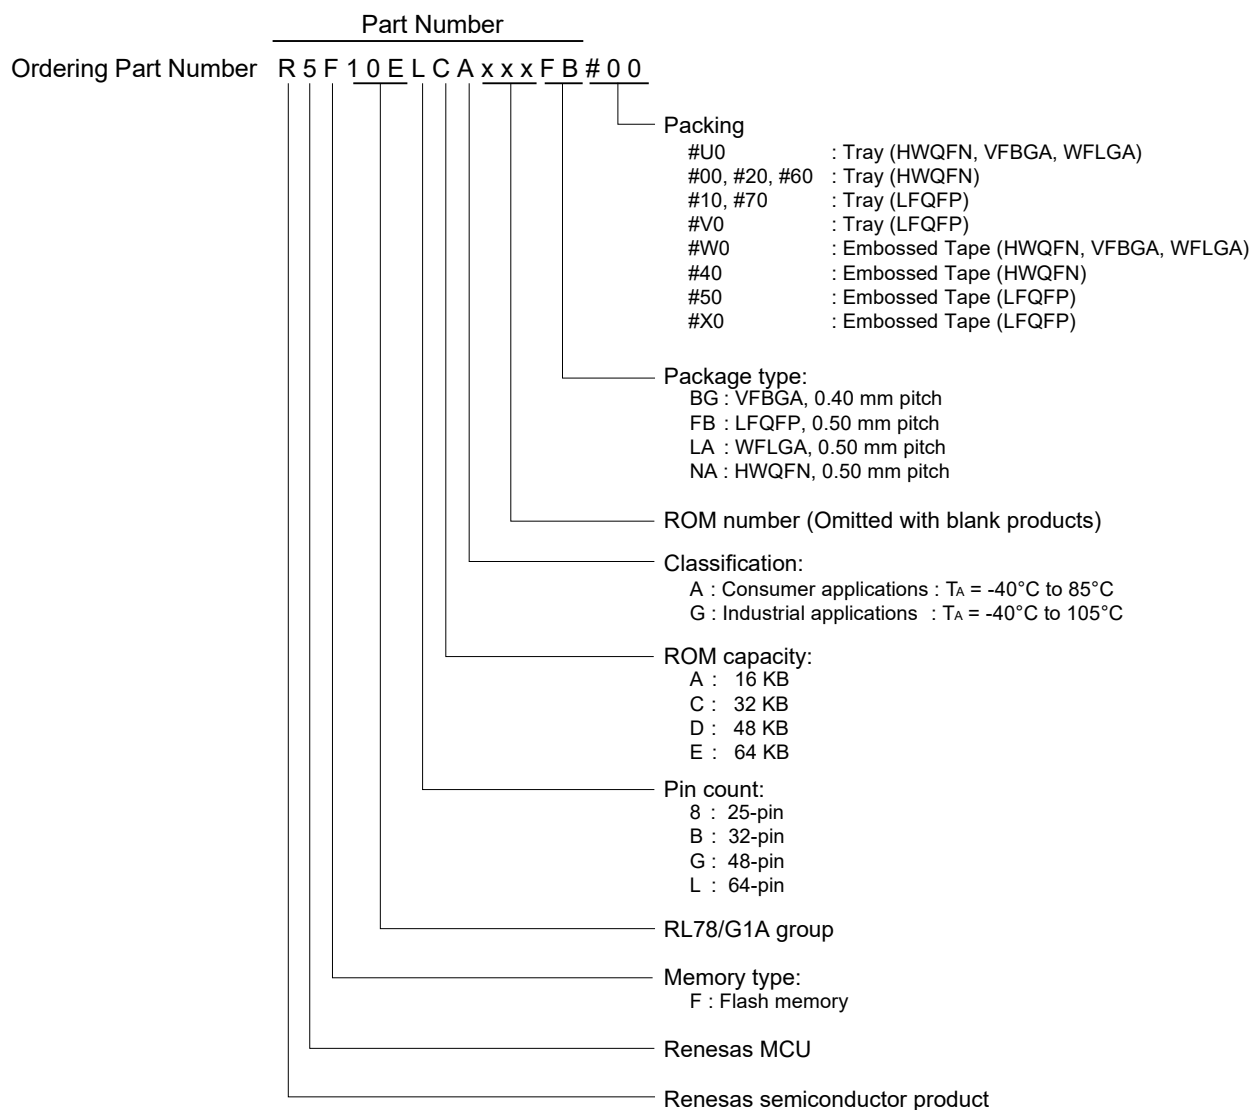 Part Number
Ordering Part Number R 5 F 1 0 E L C A x x x F B # 0 0
Packing
#U0 : Tray (HWQFN, VFBGA, WFLGA)
#00, #20, #60 : Tray (HWQFN)
#10, #70 : Tray (LFQFP)
#V0 : Tray (LFQFP)
#W0 : Embossed Tape (HWQFN, VFBGA, WFLGA)
#40 : Embossed Tape (HWQFN)
#50 : Embossed Tape (LFQFP)
#X0 : Embossed Tape (LFQFP)
Package type:
BG : VFBGA, 0.40 mm pitch
FB : LFQFP, 0.50 mm pitch
LA : WFLGA, 0.50 mm pitch
NA : HWQFN, 0.50 mm pitch
ROM number (Omitted with blank products)
Classification:
A : Consumer applications : TA = -40°C to 85°C
G : Industrial applications : TA = -40°C to 105°C
ROM capacity:
A : 16 KB
C : 32 KB
D : 48 KB
E : 64 KB
Pin count:
8 : 25-pin
B : 32-pin
G : 48-pin
L : 64-pin
RL78/G1A group
Memory type:
F : Flash memory
Renesas MCU
Renesas semiconductor product